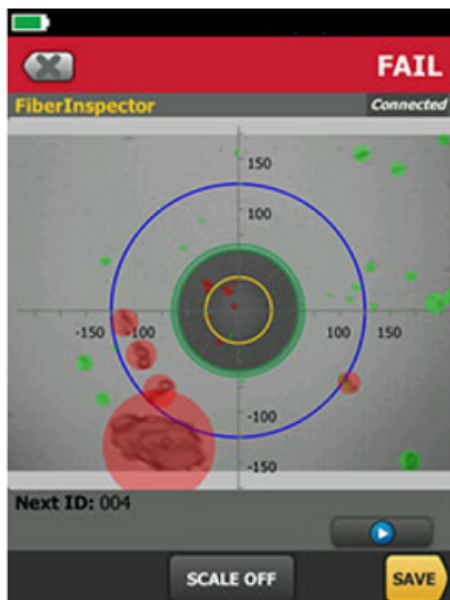 FAIL
FiberInspector Connected
150
100
-150 -100 100 150
-100
-150
Next ID: 004
SCALE OFF SAVE